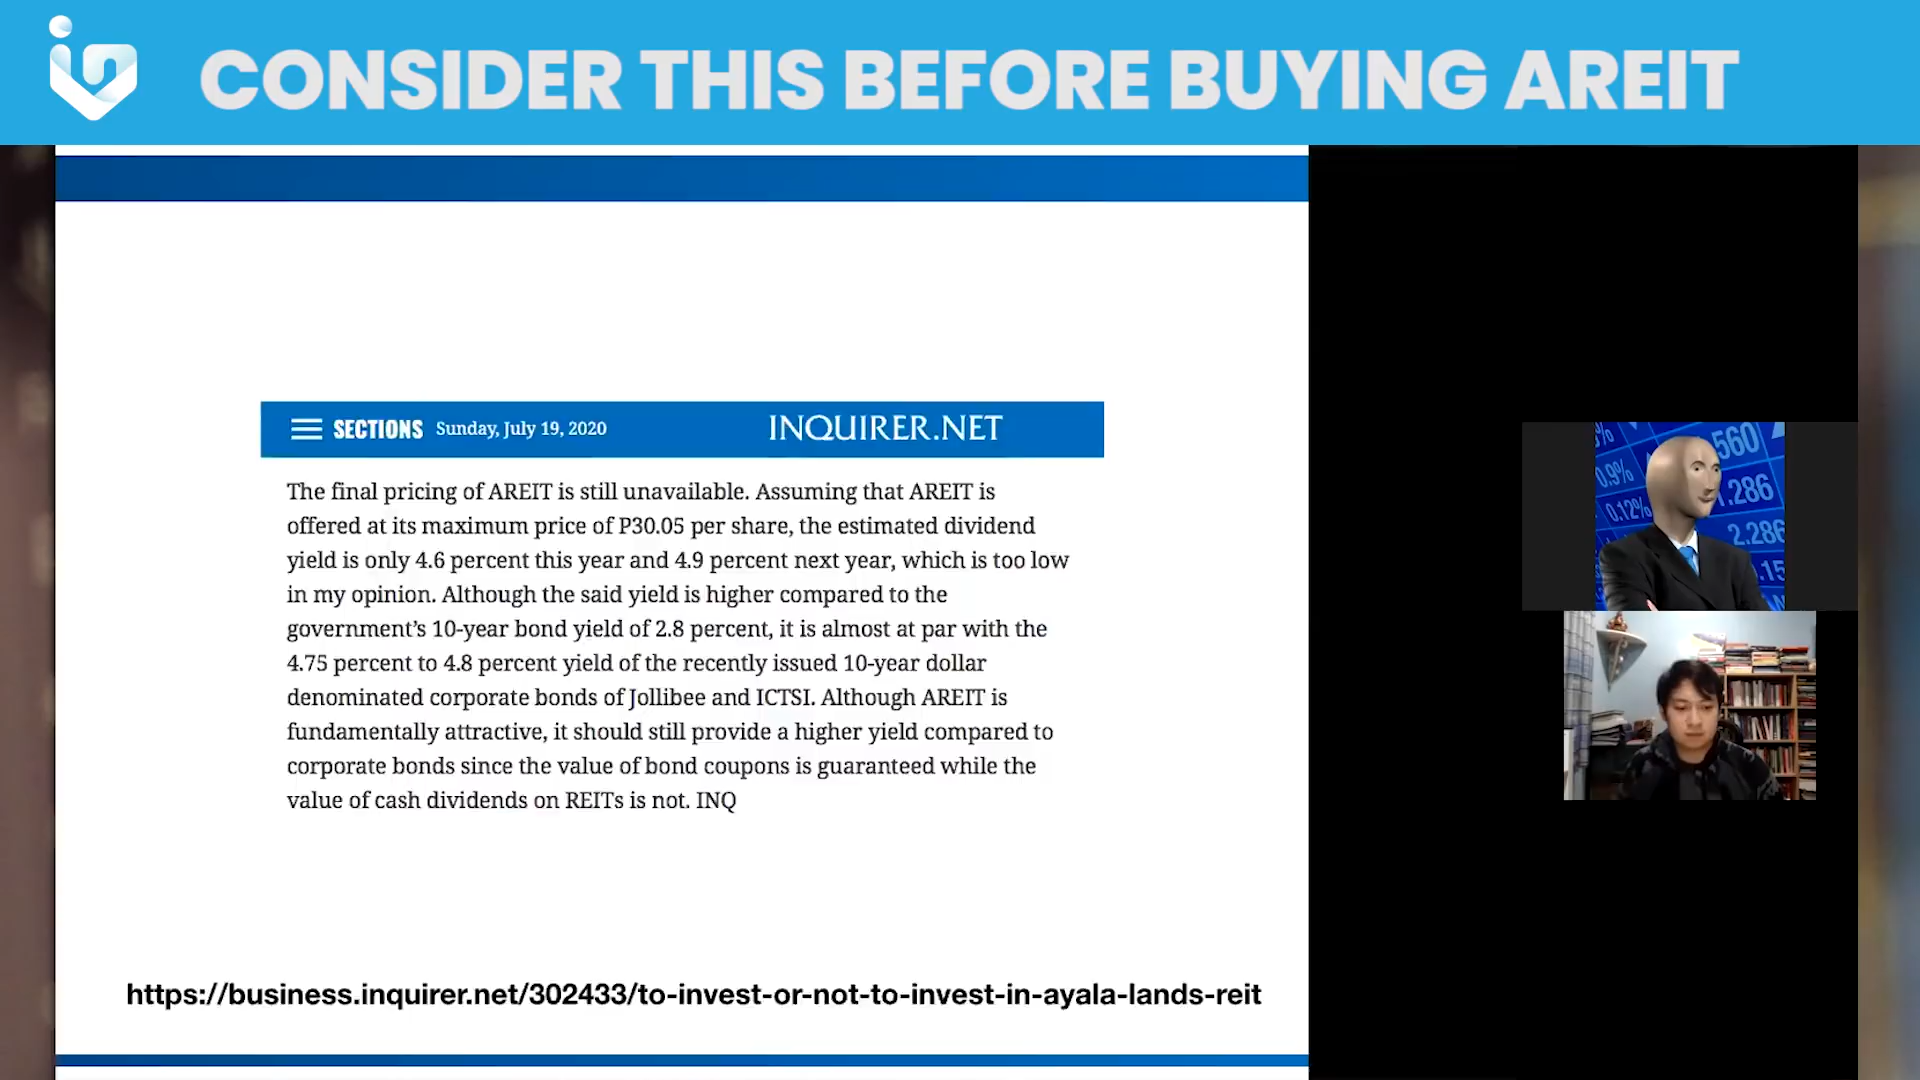 CONSIDER THIS BEFORE BUYING AREIT
SECTIONS Sunday, July 19, 2020 INQUIRER.NET
The final pricing of AREIT is still unavailable. Assuming that AREIT is
offered at its maximum price of P30.05 per share, the estimated dividend
yield is only 4.6 percent this year and 4.9 percent next year, which is too low
in my opinion. Although the said yield is higher compared to the
government's 10-year bond yield of 2.8 percent, it is almost at par with the
4.75 percent to 4.8 percent yield of the recently issued 10-year dollar
denominated corporate bonds of Jollibee and ICTSI. Although AREIT is
fundamentally attractive, it should still provide a higher yield compared to
corporate bonds since the value of bond coupons is guaranteed while the
value of cash dividends on REITs is not. INQ
https://business.inquirer.net/302433/to-invest-or-not-to-invest-in-ayala-lands-reit
560
0.9%
1.286
0.12%
2.286
.15